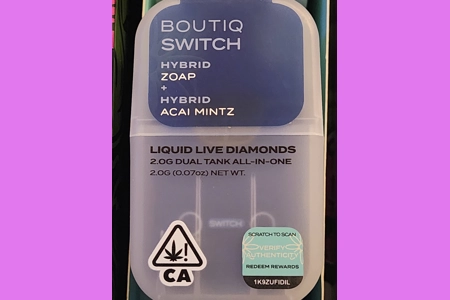 BOUTIQ
SWITCH
HYBRID
ZOAP
+
HYBRID
ACAI MINTZ
LIQUID LIVE DIAMONDS
2.0G DUAL TANK ALL-IN-ONE
2.0G (0.07oz) NET WT.
SWITCH
!
CA
SCRATCH TO SCAN
VERIFY
AUTHENTICITY
REDEEM REWARDS
1K9ZUFIDIL